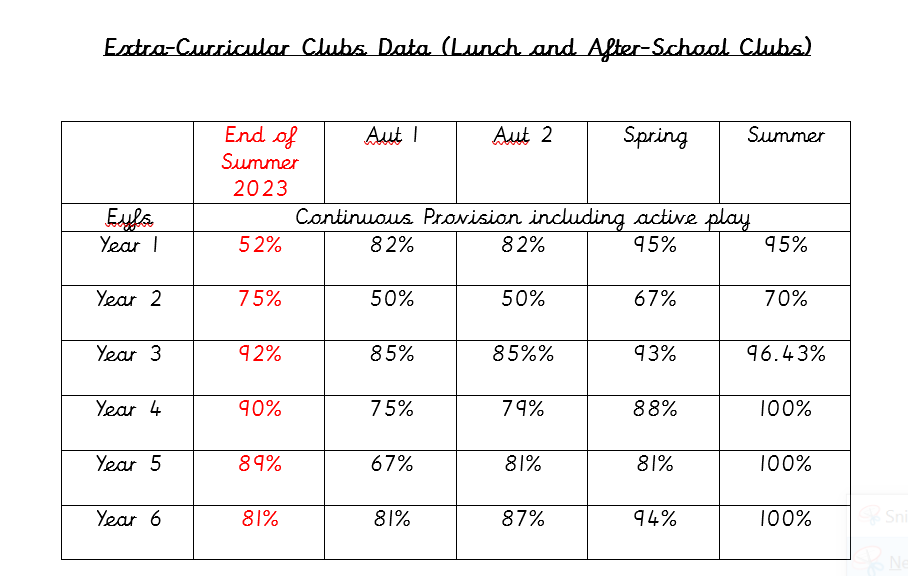 Extra-Curricular Clubs Data (Lunch and After-School Clubs)
End of Summer 2023 Aut 1 Aut 2 Spring Summer
Eyfs Continuous Provision including active play
Year 1 52% 82% 82% 95% 95%
Year 2 75% 50% 50% 67% 70%
Year 3 92% 85% 85%% 93% 96.43%
Year 4 90% 75% 79% 88% 100%
Year 5 89% 67% 81% 81% 100%
Year 6 81% 81% 87% 94% 100%